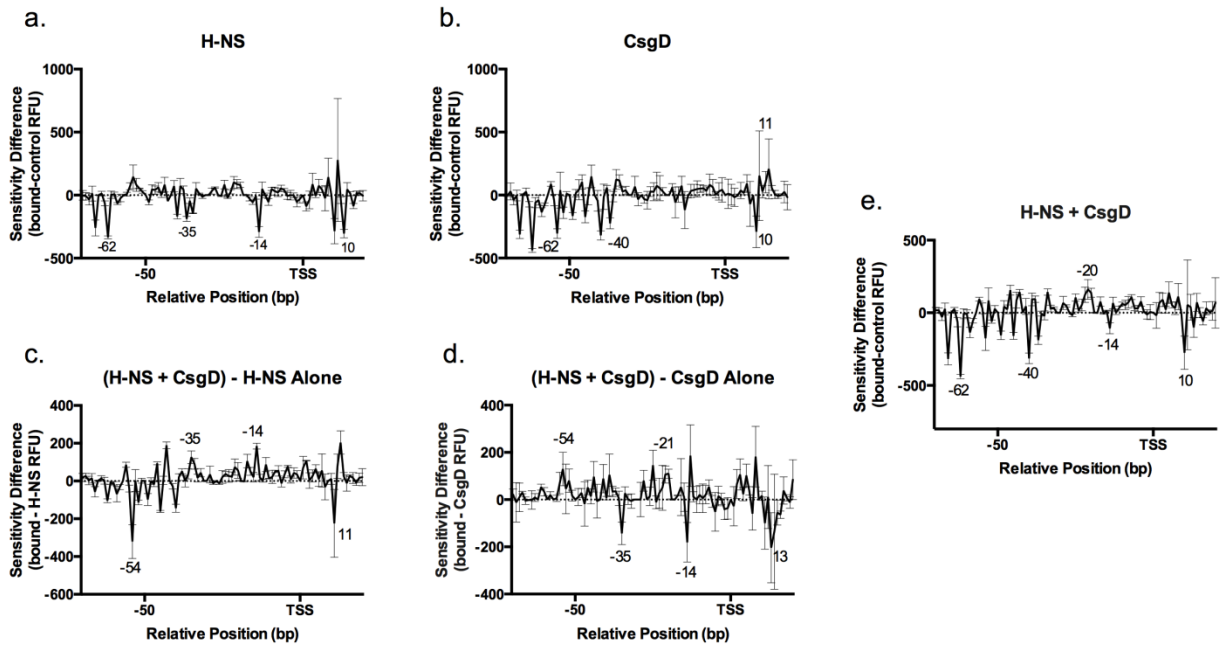 a.
H-NS
Sensitivity Difference
(bound-control RFU)
1000
500
0
-500
-62
-35
-14
10
-50
TSS
Relative Position (bp)
b.
CsgD
Sensitivity Difference
(bound-control RFU)
1000
500
0
-500
-62
-40
11
10
-50
TSS
Relative Position (bp)
c.
(H-NS + CsgD) - H-NS Alone
Sensitivity Difference
(bound - H-NS RFU)
400
200
0
-200
-400
-600
-54
-35
-14
11
-50
TSS
Relative Position (bp)
d.
(H-NS + CsgD) - CsgD Alone
Sensitivity Difference
(bound - CsgD RFU)
400
200
0
-200
-400
-54
-35
-21
-14
13
-50
TSS
Relative Position (bp)
e.
H-NS + CsgD
Sensitivity Difference
(bound-control RFU)
500
0
-500
-62
-40
-20
-14
10
-50
TSS
Relative Position (bp)